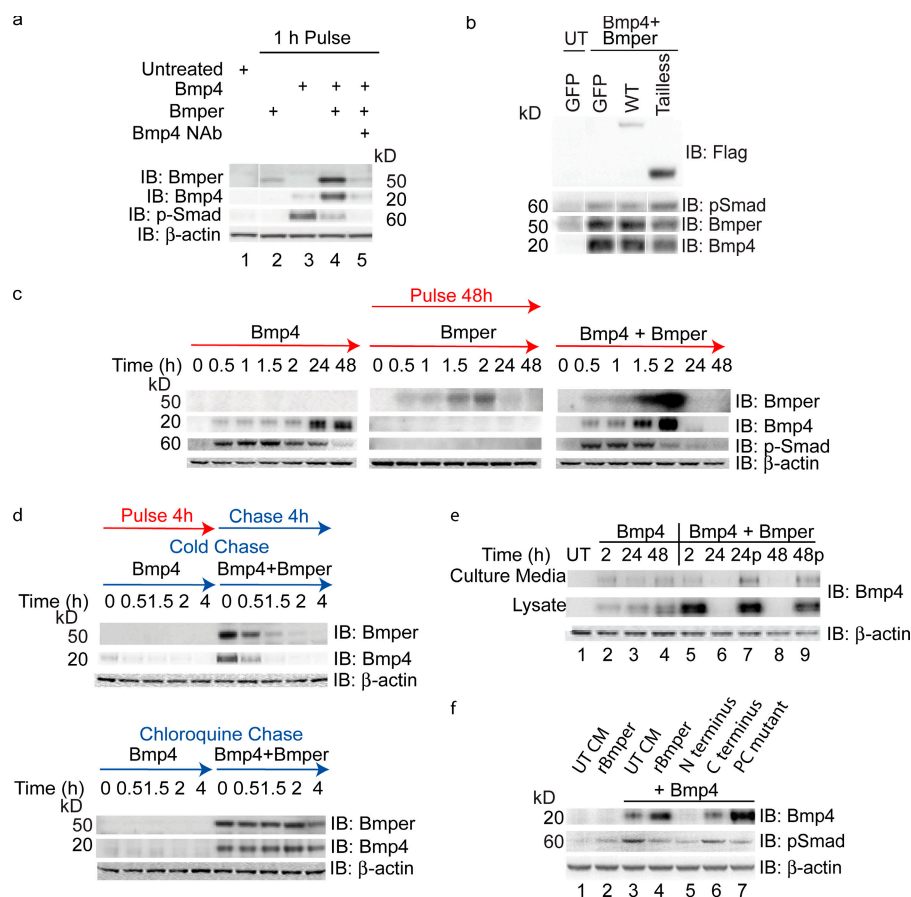 a
1 h Pulse
Untreated +
Bmp4 + + +
Bmper + + +
Bmp4 NAb +
kD
IB: Bmper 50
IB: Bmp4 20
IB: p-Smad 60
IB: β-actin
1 2 3 4 5
b
Bmp4+
UT Bmper
GFP GFP WT Tailless
kD
IB: Flag
60 IB: pSmad
50 IB: Bmper
20 IB: Bmp4
c
Pulse 48h
Bmp4 Bmper Bmp4 + Bmper
Time (h) 0 0.5 1 1.5 2 24 48 0 0.5 1 1.5 2 24 48 0 0.5 1 1.5 2 24 48
kD
50 IB: Bmper
20 IB: Bmp4
60 IB: p-Smad
IB: β-actin
d
Pulse 4h Chase 4h
Cold Chase
Bmp4 Bmp4+Bmper
Time (h) 0 0.51.5 2 4 0 0.51.5 2 4
kD
50 IB: Bmper
20 IB: Bmp4
IB: β-actin
Chloroquine Chase
Bmp4 Bmp4+Bmper
Time (h) 0 0.51.5 2 4 0 0.51.5 2 4
kD
50 IB: Bmper
20 IB: Bmp4
IB: β-actin
e
Bmp4 Bmp4 + Bmper
Time (h) UT 2 24 48 2 24 24p 48 48p
Culture Media
IB: Bmp4
Lysate
IB: β-actin
1 2 3 4 5 6 7 8 9
f
UT CM rBmper UT CM rBmper N terminus C terminus PC mutant
+ Bmp4
kD
20 IB: Bmp4
60 IB: pSmad
IB: β-actin
1 2 3 4 5 6 7